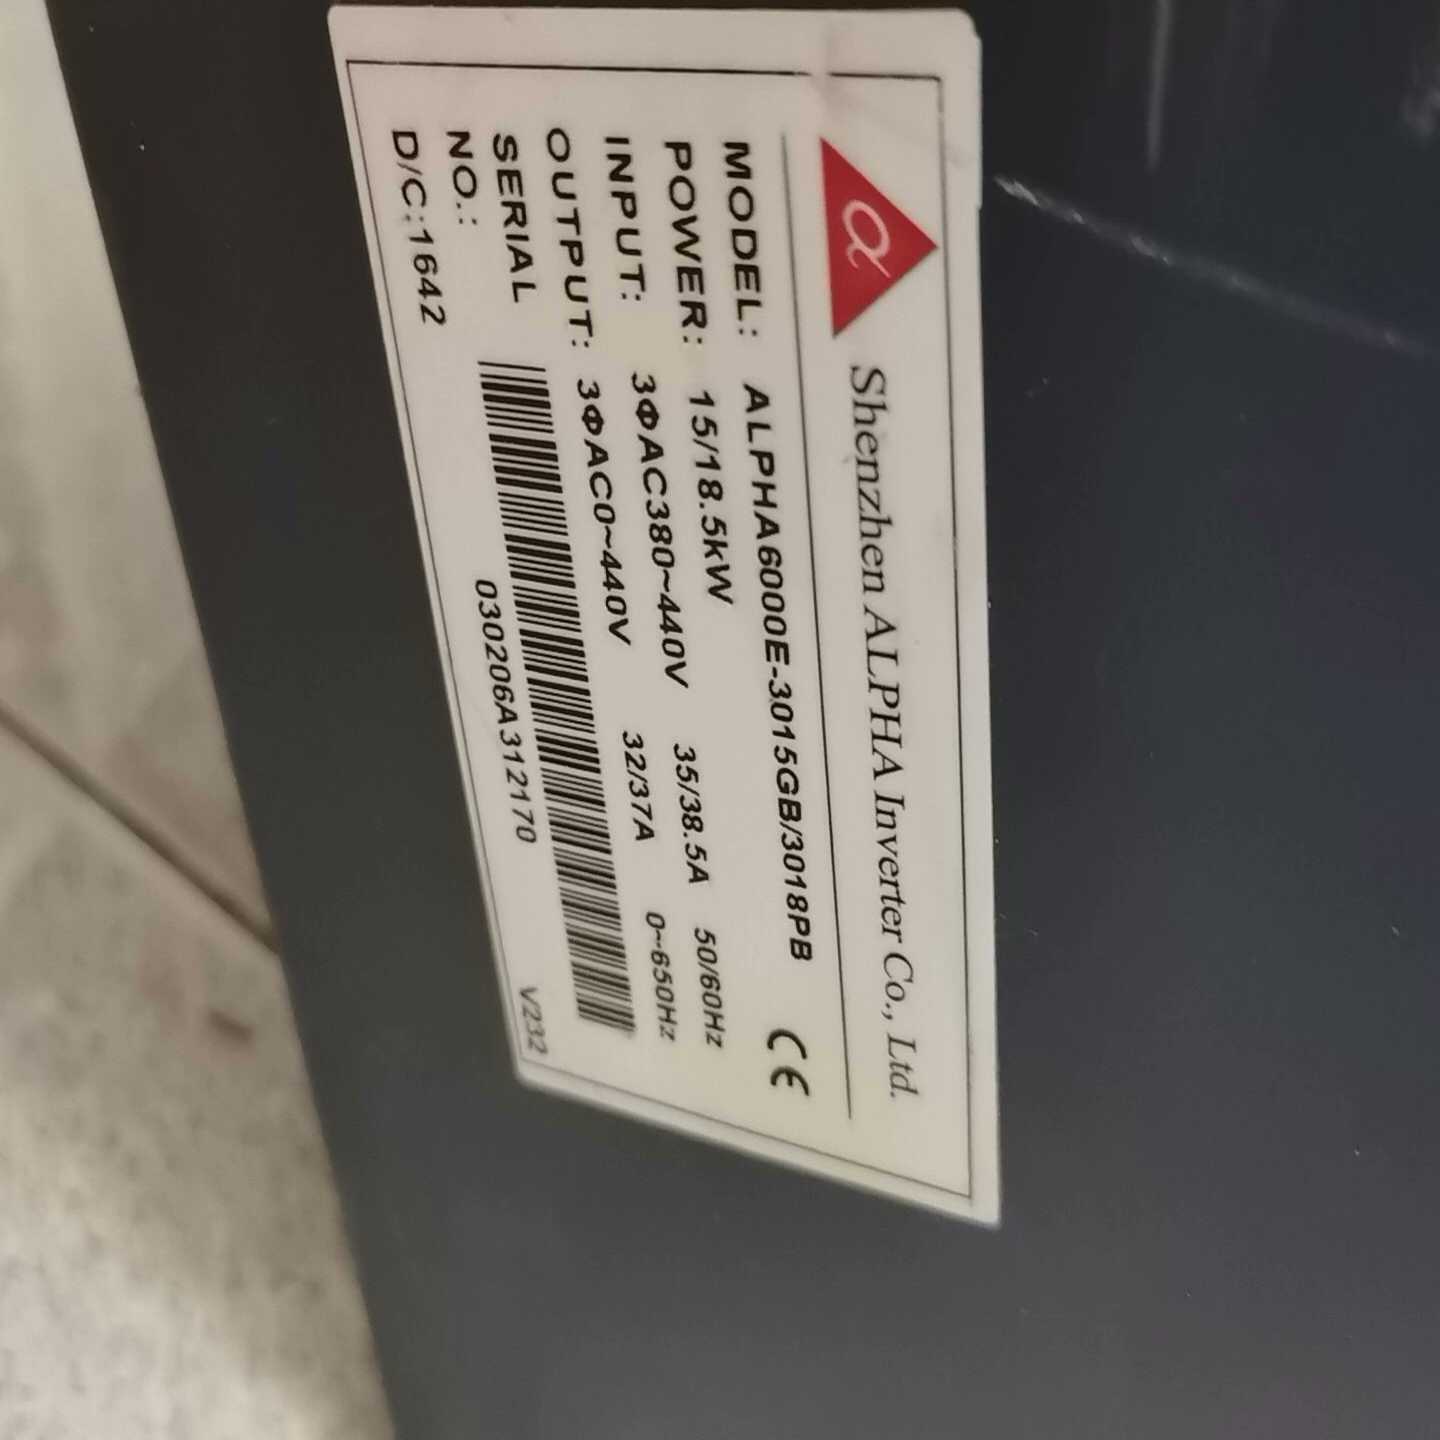 α
Shenzhen ALPHA Inverter Co., Ltd.
MODEL: ALPHA6000E-3015GB/3018PB CE
POWER: 15/18.5kW
INPUT: 3ΦAC380~440V 35/38.5A 50/60Hz
OUTPUT: 3ΦAC0~440V 32/37A 0~650Hz
SERIAL
NO.:
030206A312170
D/C:1642
V232